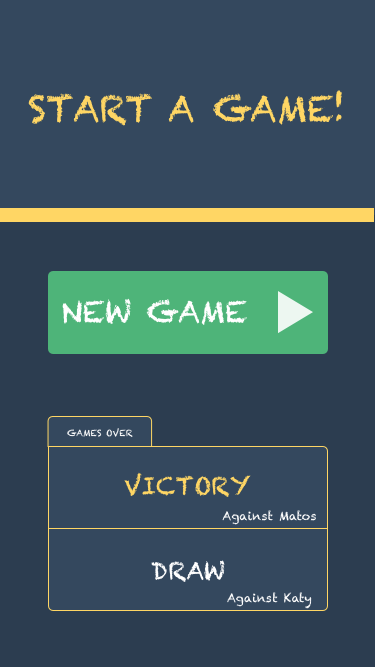 START A GAME!
NEW GAME
GAMES OVER
VICTORY
Against Matos
DRAW
Against Katy